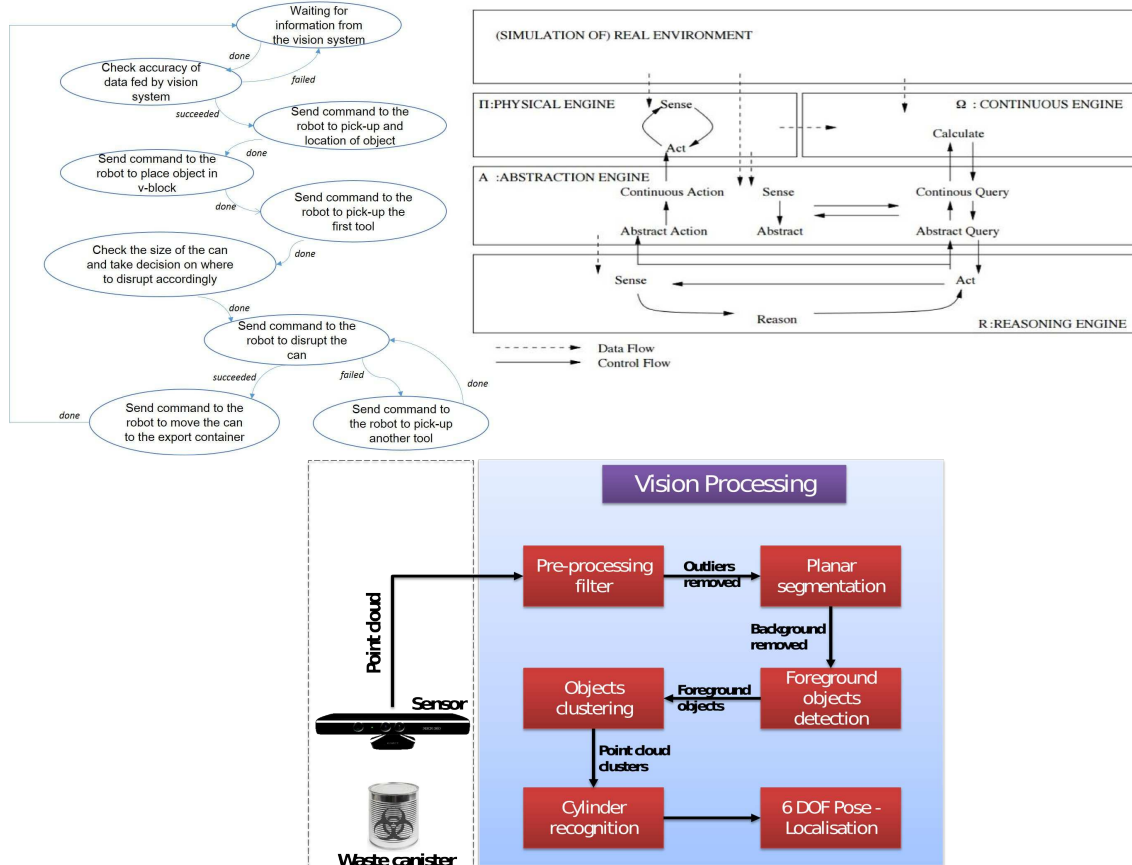 Waiting for
information from
the vision system
done
Check accuracy of
data fed by vision
system
failed
succeeded
Send command to the
robot to pick-up and
location of object
done
Send command to the
robot to place object in
v-block
done
Send command to the
robot to pick-up the
first tool
done
Check the size of the can
and take decision on where
to disrupt accordingly
done
Send command to the
robot to disrupt the
can
succeeded
failed
done
Send command to the
robot to move the can
to the export container
done
Send command to
the robot to pick-up
another tool
(SIMULATION OF) REAL ENVIRONMENT
Π:PHYSICAL ENGINE
Sense
Act
Ω : CONTINUOUS ENGINE
Calculate
A :ABSTRACTION ENGINE
Continuous Action
Sense
Continous Query
Abstract Action
Abstract
Abstract Query
Sense
Act
Reason
R:REASONING ENGINE
Data Flow
Control Flow
Vision Processing
Pre-processing
filter
Outliers
removed
Planar
segmentation
Background
removed
Foreground
objects
detection
Foreground
objects
Objects
clustering
Point cloud
clusters
Cylinder
recognition
6 DOF Pose -
Localisation
Point cloud
Sensor
Waste canister